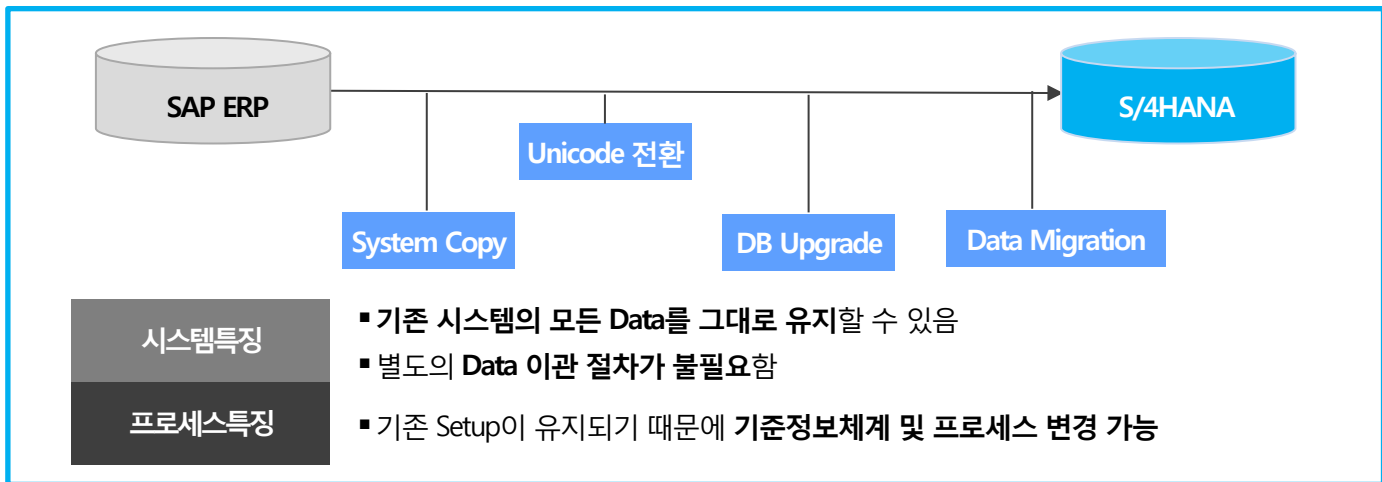 SAP ERP
S/4HANA
Unicode 전환
System Copy
DB Upgrade
Data Migration
시스템특징
▪ 기존 시스템의 모든 Data를 그대로 유지할 수 있음
▪ 별도의 Data 이관 절차가 불필요함
프로세스특징
▪ 기존 Setup이 유지되기 때문에 기준정보체계 및 프로세스 변경 가능